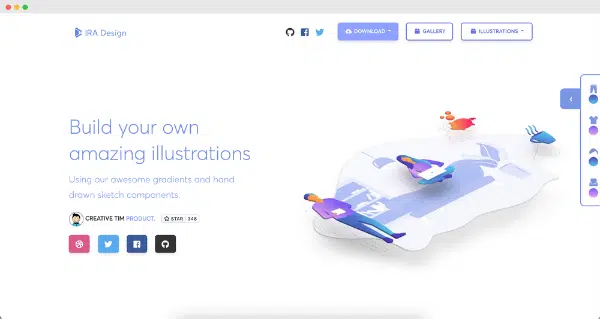 IRA Design
DOWNLOAD
GALLERY
ILLUSTRATIONS
Build your own
amazing illustrations
Using our awesome gradients and hand
drawn sketch components.
CREATIVE TIM PRODUCT.
STAR 348